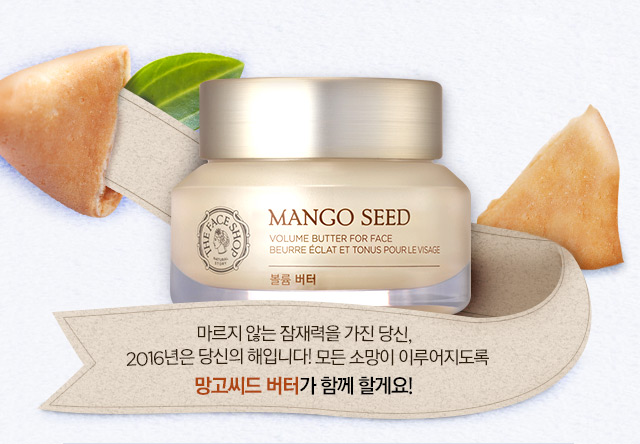 THE FACE SHOP
NATURAL STORY
MANGO SEED
VOLUME BUTTER FOR FACE
BEURRE ÉCLAT ET TONUS POUR LE VISAGE
볼륨 버터
마르지 않는 잠재력을 가진 당신,
2016년은 당신의 해입니다! 모든 소망이 이루어지도록
망고씨드 버터가 함께 할게요!